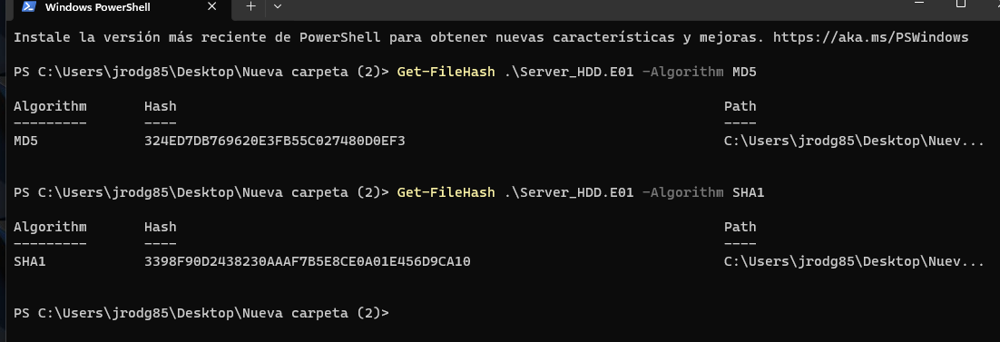 Windows PowerShell
Instale la versión más reciente de PowerShell para obtener nuevas características y mejoras. https://aka.ms/PSWindows
PS C:\Users\jrodg85\Desktop\Nueva carpeta (2)> Get-FileHash .\Server_HDD.E01 -Algorithm MD5
Algorithm       Hash                                                                   Path
---------       ----                                                                   ----
MD5             324ED7DB769620E3FB55C027480D0EF3                                       C:\Users\jrodg85\Desktop\Nuev...
PS C:\Users\jrodg85\Desktop\Nueva carpeta (2)> Get-FileHash .\Server_HDD.E01 -Algorithm SHA1
Algorithm       Hash                                                                   Path
---------       ----                                                                   ----
SHA1            3398F90D2438230AAAF7B5E8CE0A01E456D9CA10                               C:\Users\jrodg85\Desktop\Nuev...
PS C:\Users\jrodg85\Desktop\Nueva carpeta (2)>